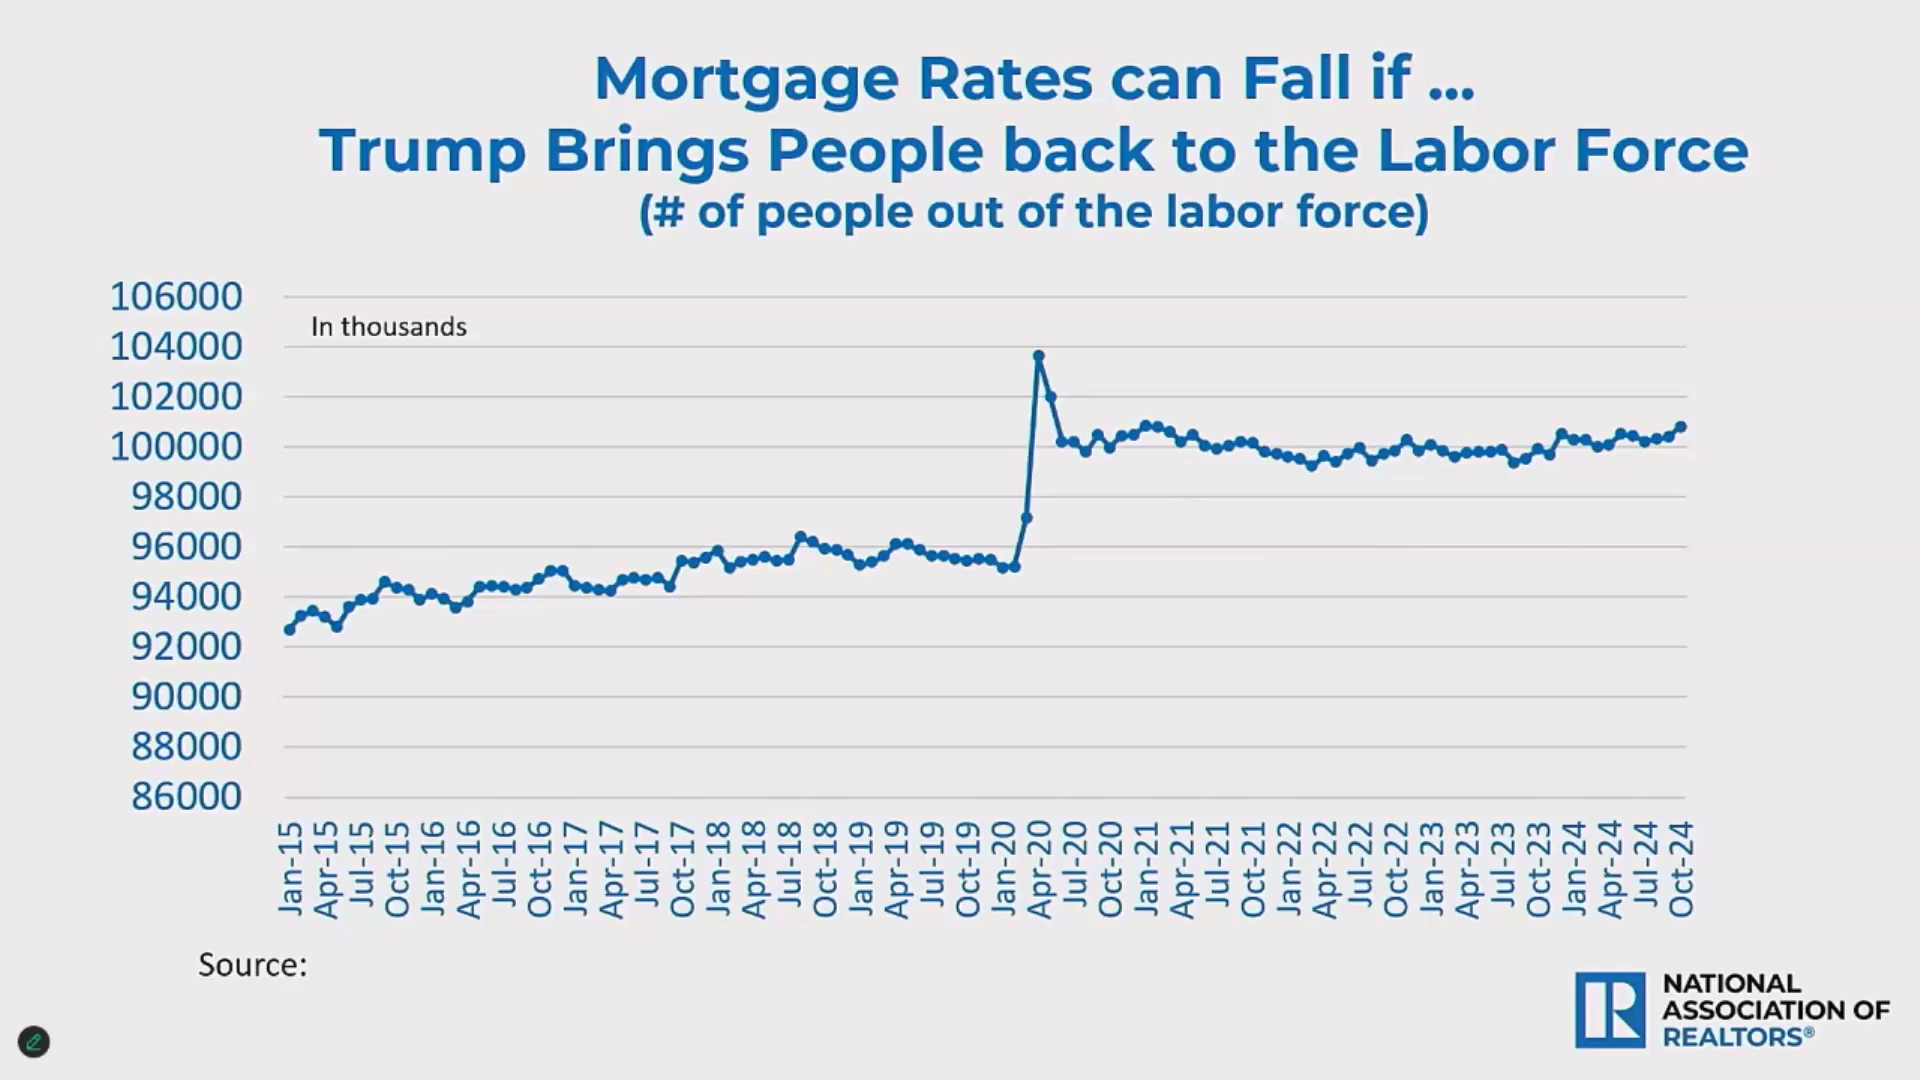 Mortgage Rates can Fall if ...
Trump Brings People back to the Labor Force
(# of people out of the labor force)
106000
In thousands
104000
102000
100000
98000
96000
94000
92000
90000
88000
86000
Jan-15
Apr-15
Jul-15
Oct-15
Jan-16
Apr-16
Jul-16
Oct-16
Jan-17
Apr-17
Jul-17
Oct-17
Jan-18
Apr-18
Jul-18
Oct-18
Jan-19
Apr-19
Jul-19
Oct-19
Jan-20
Apr-20
Jul-20
Oct-20
Jan-21
Apr-21
Jul-21
Oct-21
Jan-22
Apr-22
Jul-22
Oct-22
Jan-23
Apr-23
Jul-23
Oct-23
Jan-24
Apr-24
Jul-24
Oct-24
Source:
R
NATIONAL
ASSOCIATION OF
REALTORS®